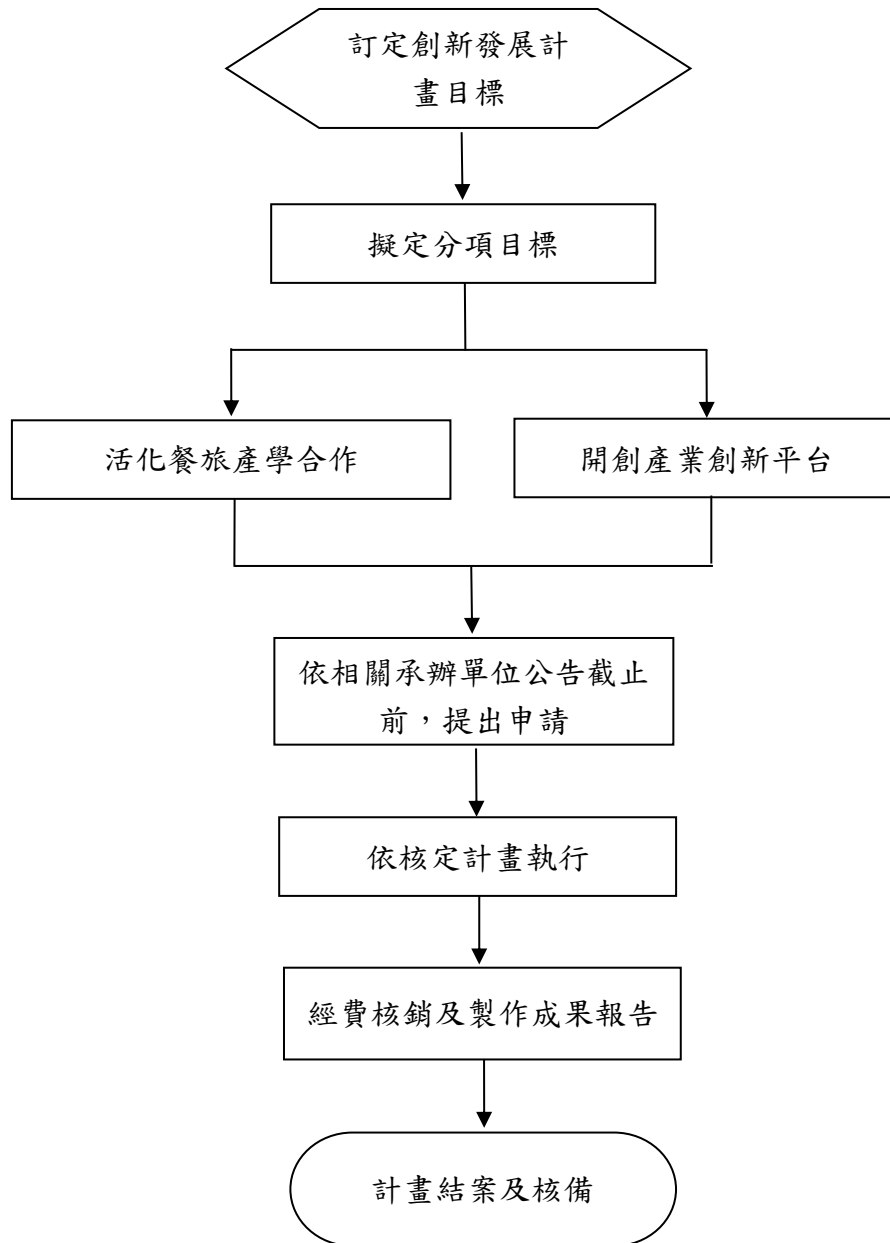 訂定創新發展計
畫目標
擬定分項目標
活化餐旅產學合作
開創產業創新平台
依相關承辦單位公告截止
前，提出申請
依核定計畫執行
經費核銷及製作成果報告
計畫結案及核備